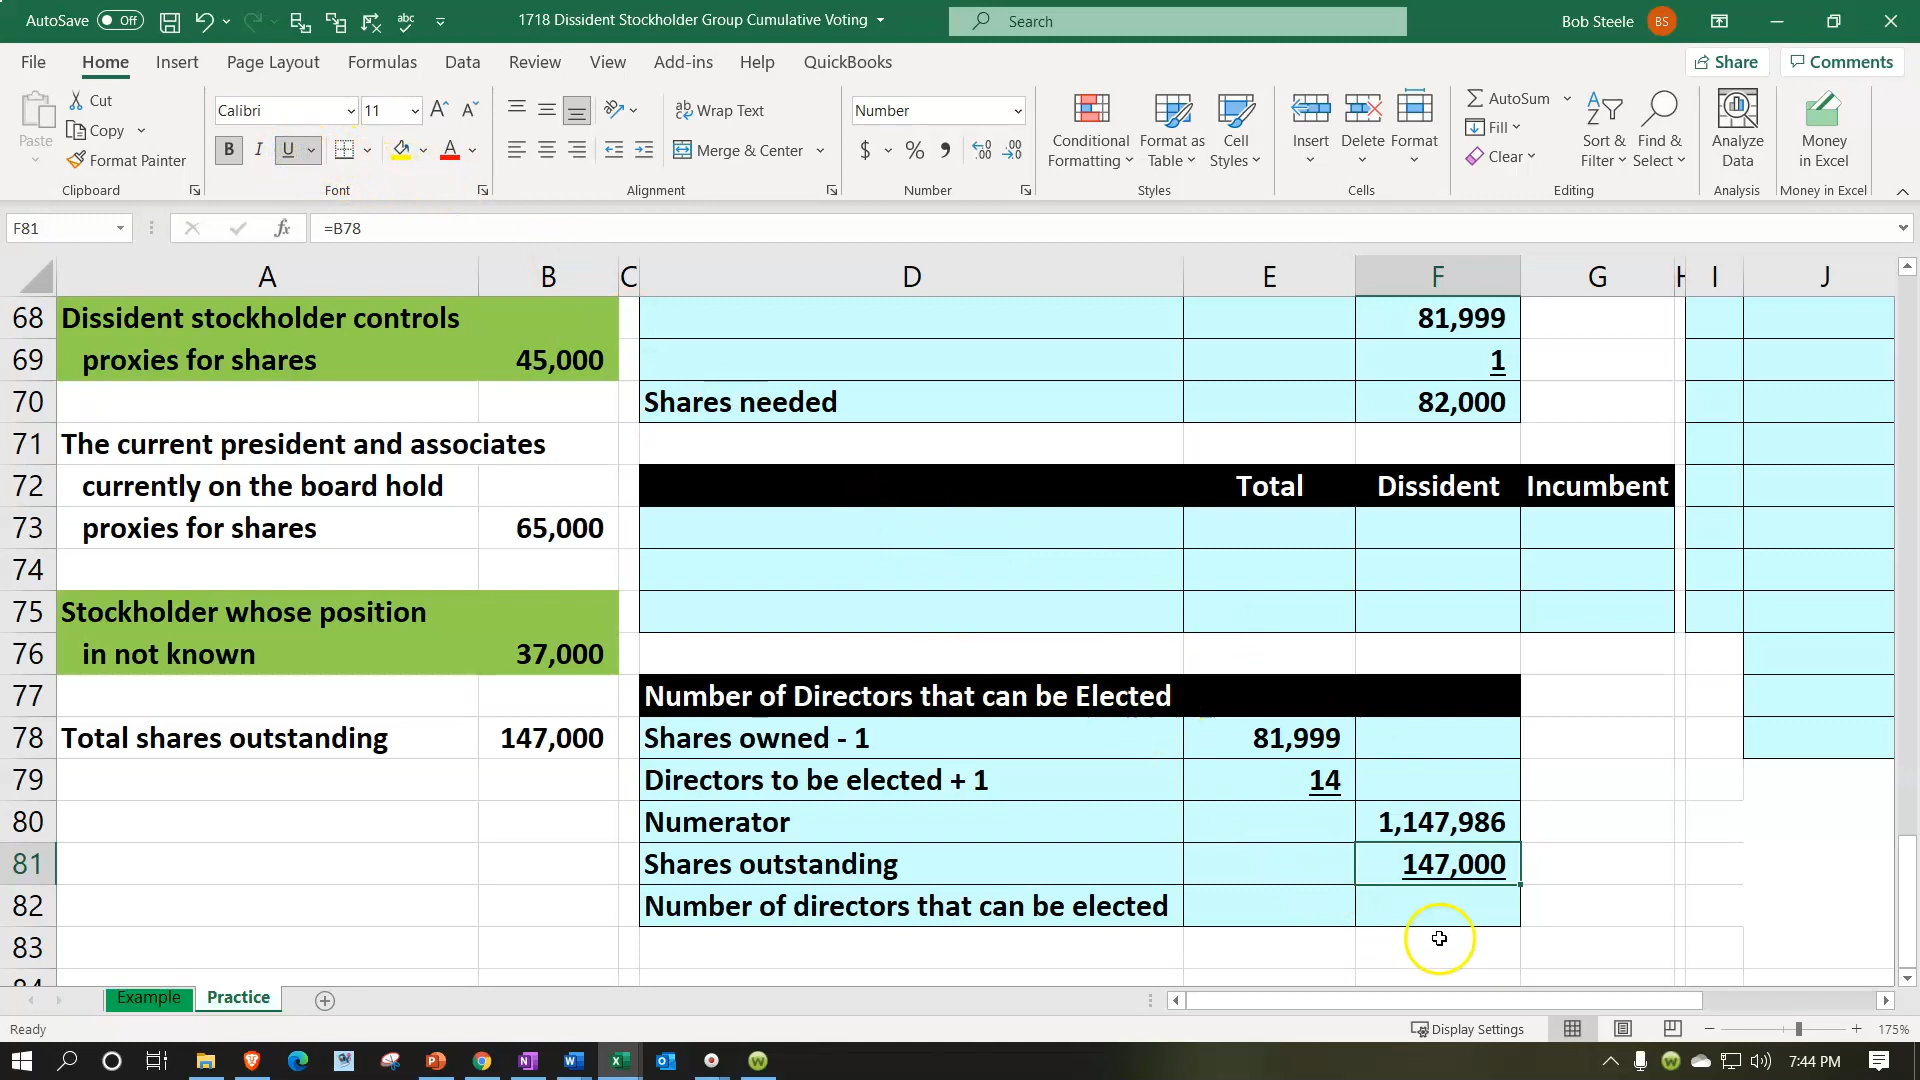 AutoSave Off
abc
1718 Dissident Stockholder Group Cumulative Voting
Search
Bob Steele BS
File Home Insert Page Layout Formulas Data Review View Add-ins Help QuickBooks Share Comments
Paste
Cut
Copy
Format Painter
Clipboard
Calibri 11
B I U
Font
Wrap Text
Merge & Center
Alignment
Number
$ %
Number
Conditional Formatting
Format as Table
Cell Styles
Styles
Insert Delete Format
Cells
AutoSum
Fill
Clear
Sort & Filter
Find & Select
Editing
Analyze Data
Analysis
Money in Excel
Money in Excel
F81 fx =B78
A B C D E F G H I J
68 Dissident stockholder controls 81,999
69 proxies for shares 45,000 1
70 Shares needed 82,000
71 The current president and associates
72 currently on the board hold Total Dissident Incumbent
73 proxies for shares 65,000
74
75 Stockholder whose position
76 in not known 37,000
77 Number of Directors that can be Elected
78 Total shares outstanding 147,000 Shares owned - 1 81,999
79 Directors to be elected + 1 14
80 Numerator 1,147,986
81 Shares outstanding 147,000
82 Number of directors that can be elected
83
84
Example Practice
Ready Display Settings 175%
7:44 PM